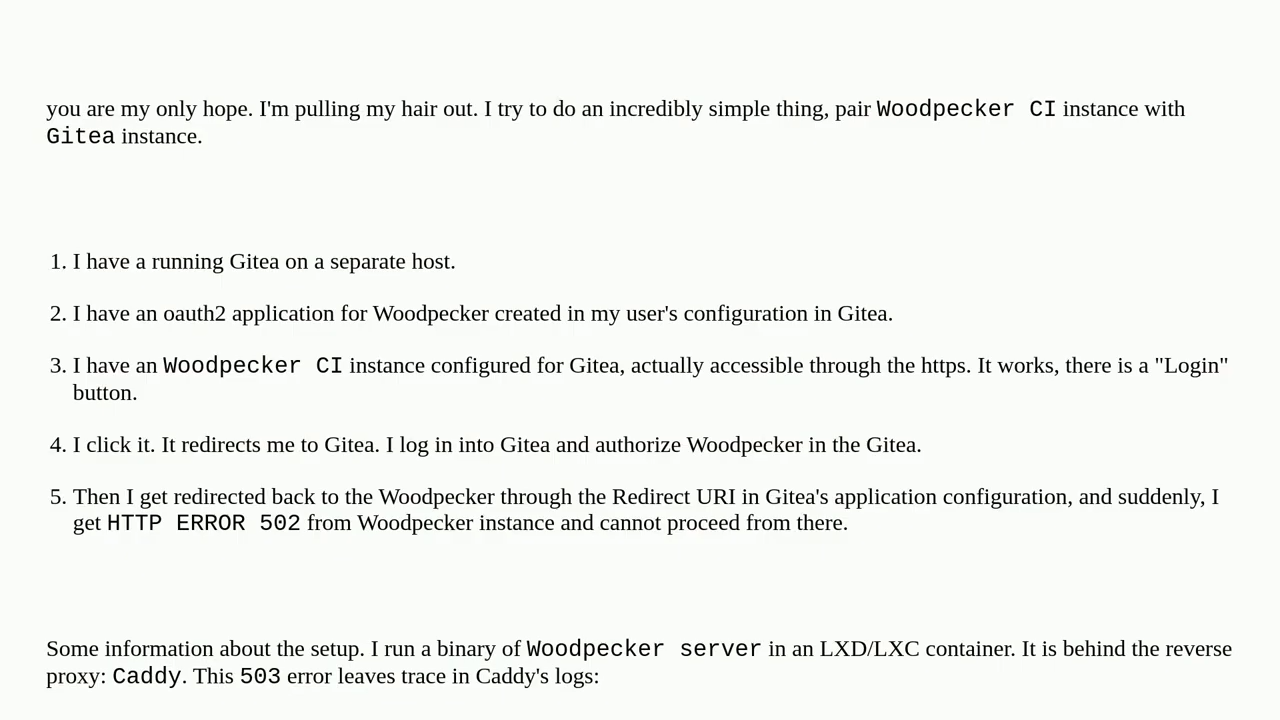 you are my only hope. I'm pulling my hair out. I try to do an incredibly simple thing, pair Woodpecker CI instance with
Gitea instance.
1. I have a running Gitea on a separate host.
2. I have an oauth2 application for Woodpecker created in my user's configuration in Gitea.
3. I have an Woodpecker CI instance configured for Gitea, actually accessible through the https. It works, there is a "Login"
button.
4. I click it. It redirects me to Gitea. I log in into Gitea and authorize Woodpecker in the Gitea.
5. Then I get redirected back to the Woodpecker through the Redirect URI in Gitea's application configuration, and suddenly, I
get HTTP ERROR 502 from Woodpecker instance and cannot proceed from there.
Some information about the setup. I run a binary of Woodpecker server in an LXD/LXC container. It is behind the reverse
proxy: Caddy. This 503 error leaves trace in Caddy's logs: